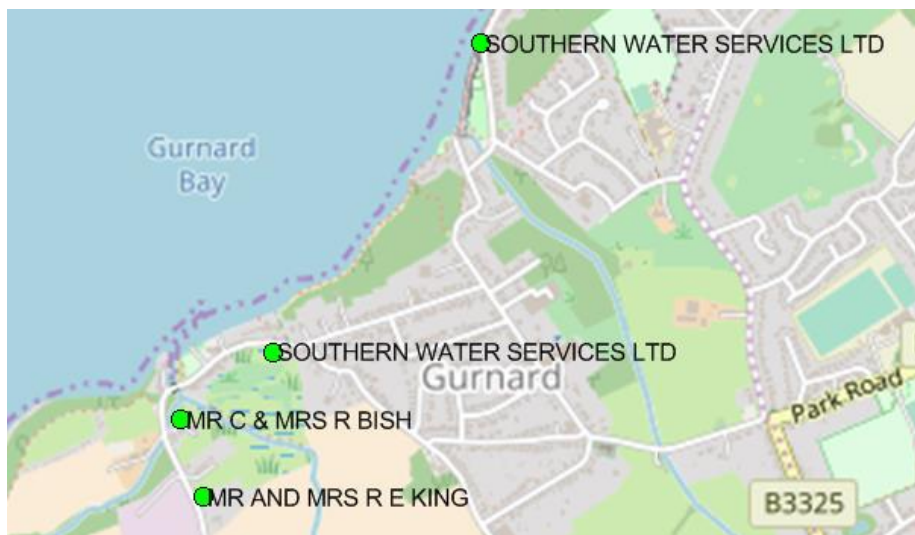 SOUTHERN WATER SERVICES LTD
Gurnard
Bay
SOUTHERN WATER SERVICES LTD
Gurnard
Park Road
MR C & MRS R BISH
MR AND MRS R E KING
B3325